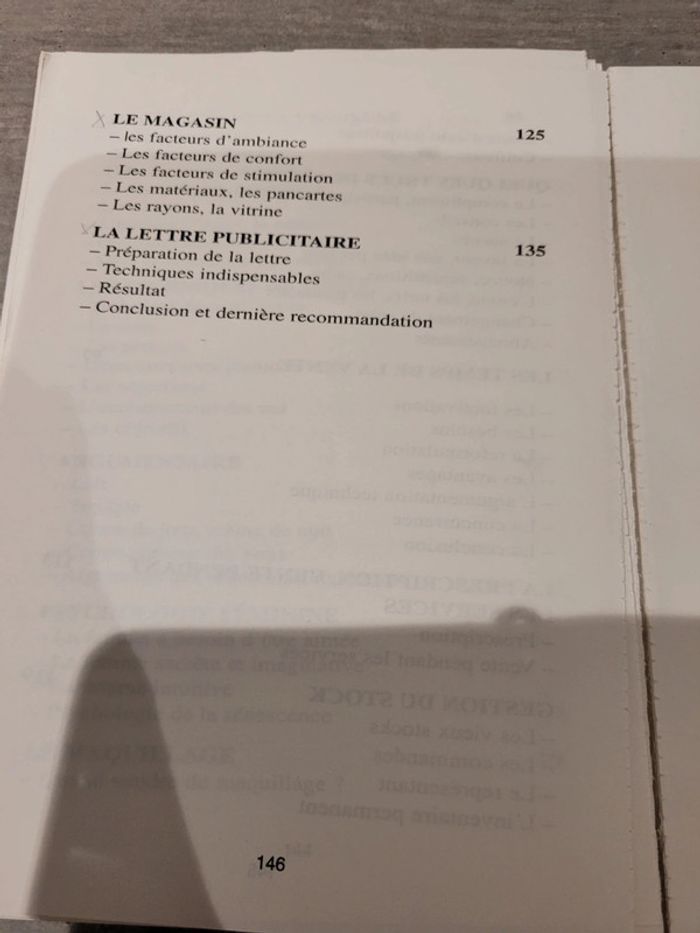 LE MAGASIN 125
– les facteurs d'ambiance
– Les facteurs de confort
– Les facteurs de stimulation
– Les matériaux, les pancartes
– Les rayons, la vitrine
LA LETTRE PUBLICITAIRE 135
– Préparation de la lettre
– Techniques indispensables
– Résultat
– Conclusion et dernière recommandation
146